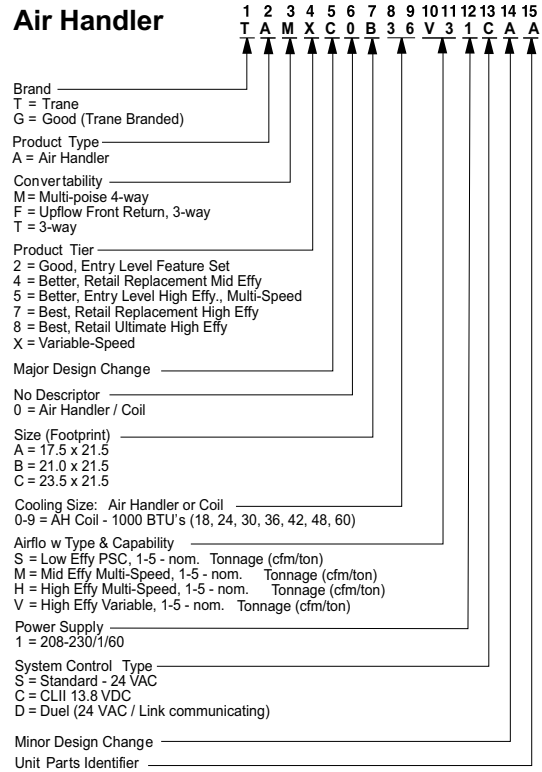 Air Handler
1 2 3 4 5 6 7 8 9 10 11 12 13 14 15
T A M X C 0 B 3 6 V 3 1 C A A
Brand
T = Trane
G = Good (Trane Branded)
Product Type
A = Air Handler
Convertability
M = Multi-poise 4-way
F = Upflow Front Return, 3-way
T = 3-way
Product Tier
2 = Good, Entry Level Feature Set
4 = Better, Retail Replacement Mid Effy
5 = Better, Entry Level High Effy., Multi-Speed
7 = Best, Retail Replacement High Effy
8 = Best, Retail Ultimate High Effy
X = Variable-Speed
Major Design Change
No Descriptor
0 = Air Handler / Coil
Size (Footprint)
A = 17.5 x 21.5
B = 21.0 x 21.5
C = 23.5 x 21.5
Cooling Size: Air Handler or Coil
0-9 = AH Coil - 1000 BTU's (18, 24, 30, 36, 42, 48, 60)
Airflo w Type & Capability
S = Low Effy PSC, 1-5 - nom. Tonnage (cfm/ton)
M = Mid Effy Multi-Speed, 1-5 - nom. Tonnage (cfm/ton)
H = High Effy Multi-Speed, 1-5 - nom. Tonnage (cfm/ton)
V = High Effy Variable, 1-5 - nom. Tonnage (cfm/ton)
Power Supply
1 = 208-230/1/60
System Control Type
S = Standard - 24 VAC
C = CLII 13.8 VDC
D = Duel (24 VAC / Link communicating)
Minor Design Change
Unit Parts Identifier